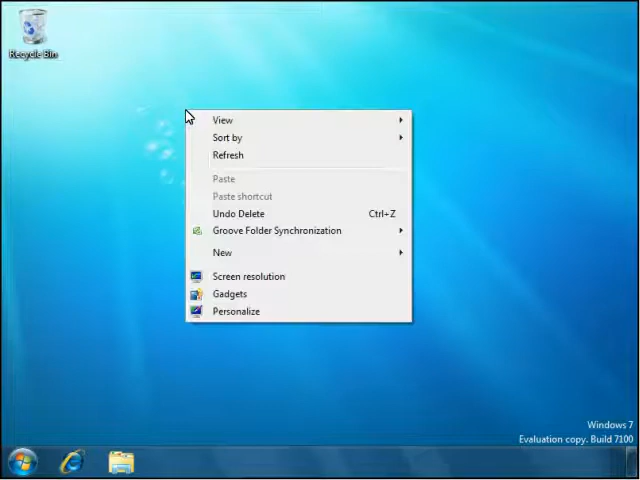 Recycle Bin
View
Sort by
Refresh
Paste
Paste shortcut
Undo Delete Ctrl+Z
Groove Folder Synchronization
New
Screen resolution
Gadgets
Personalize
Windows 7
Evaluation copy. Build 7100